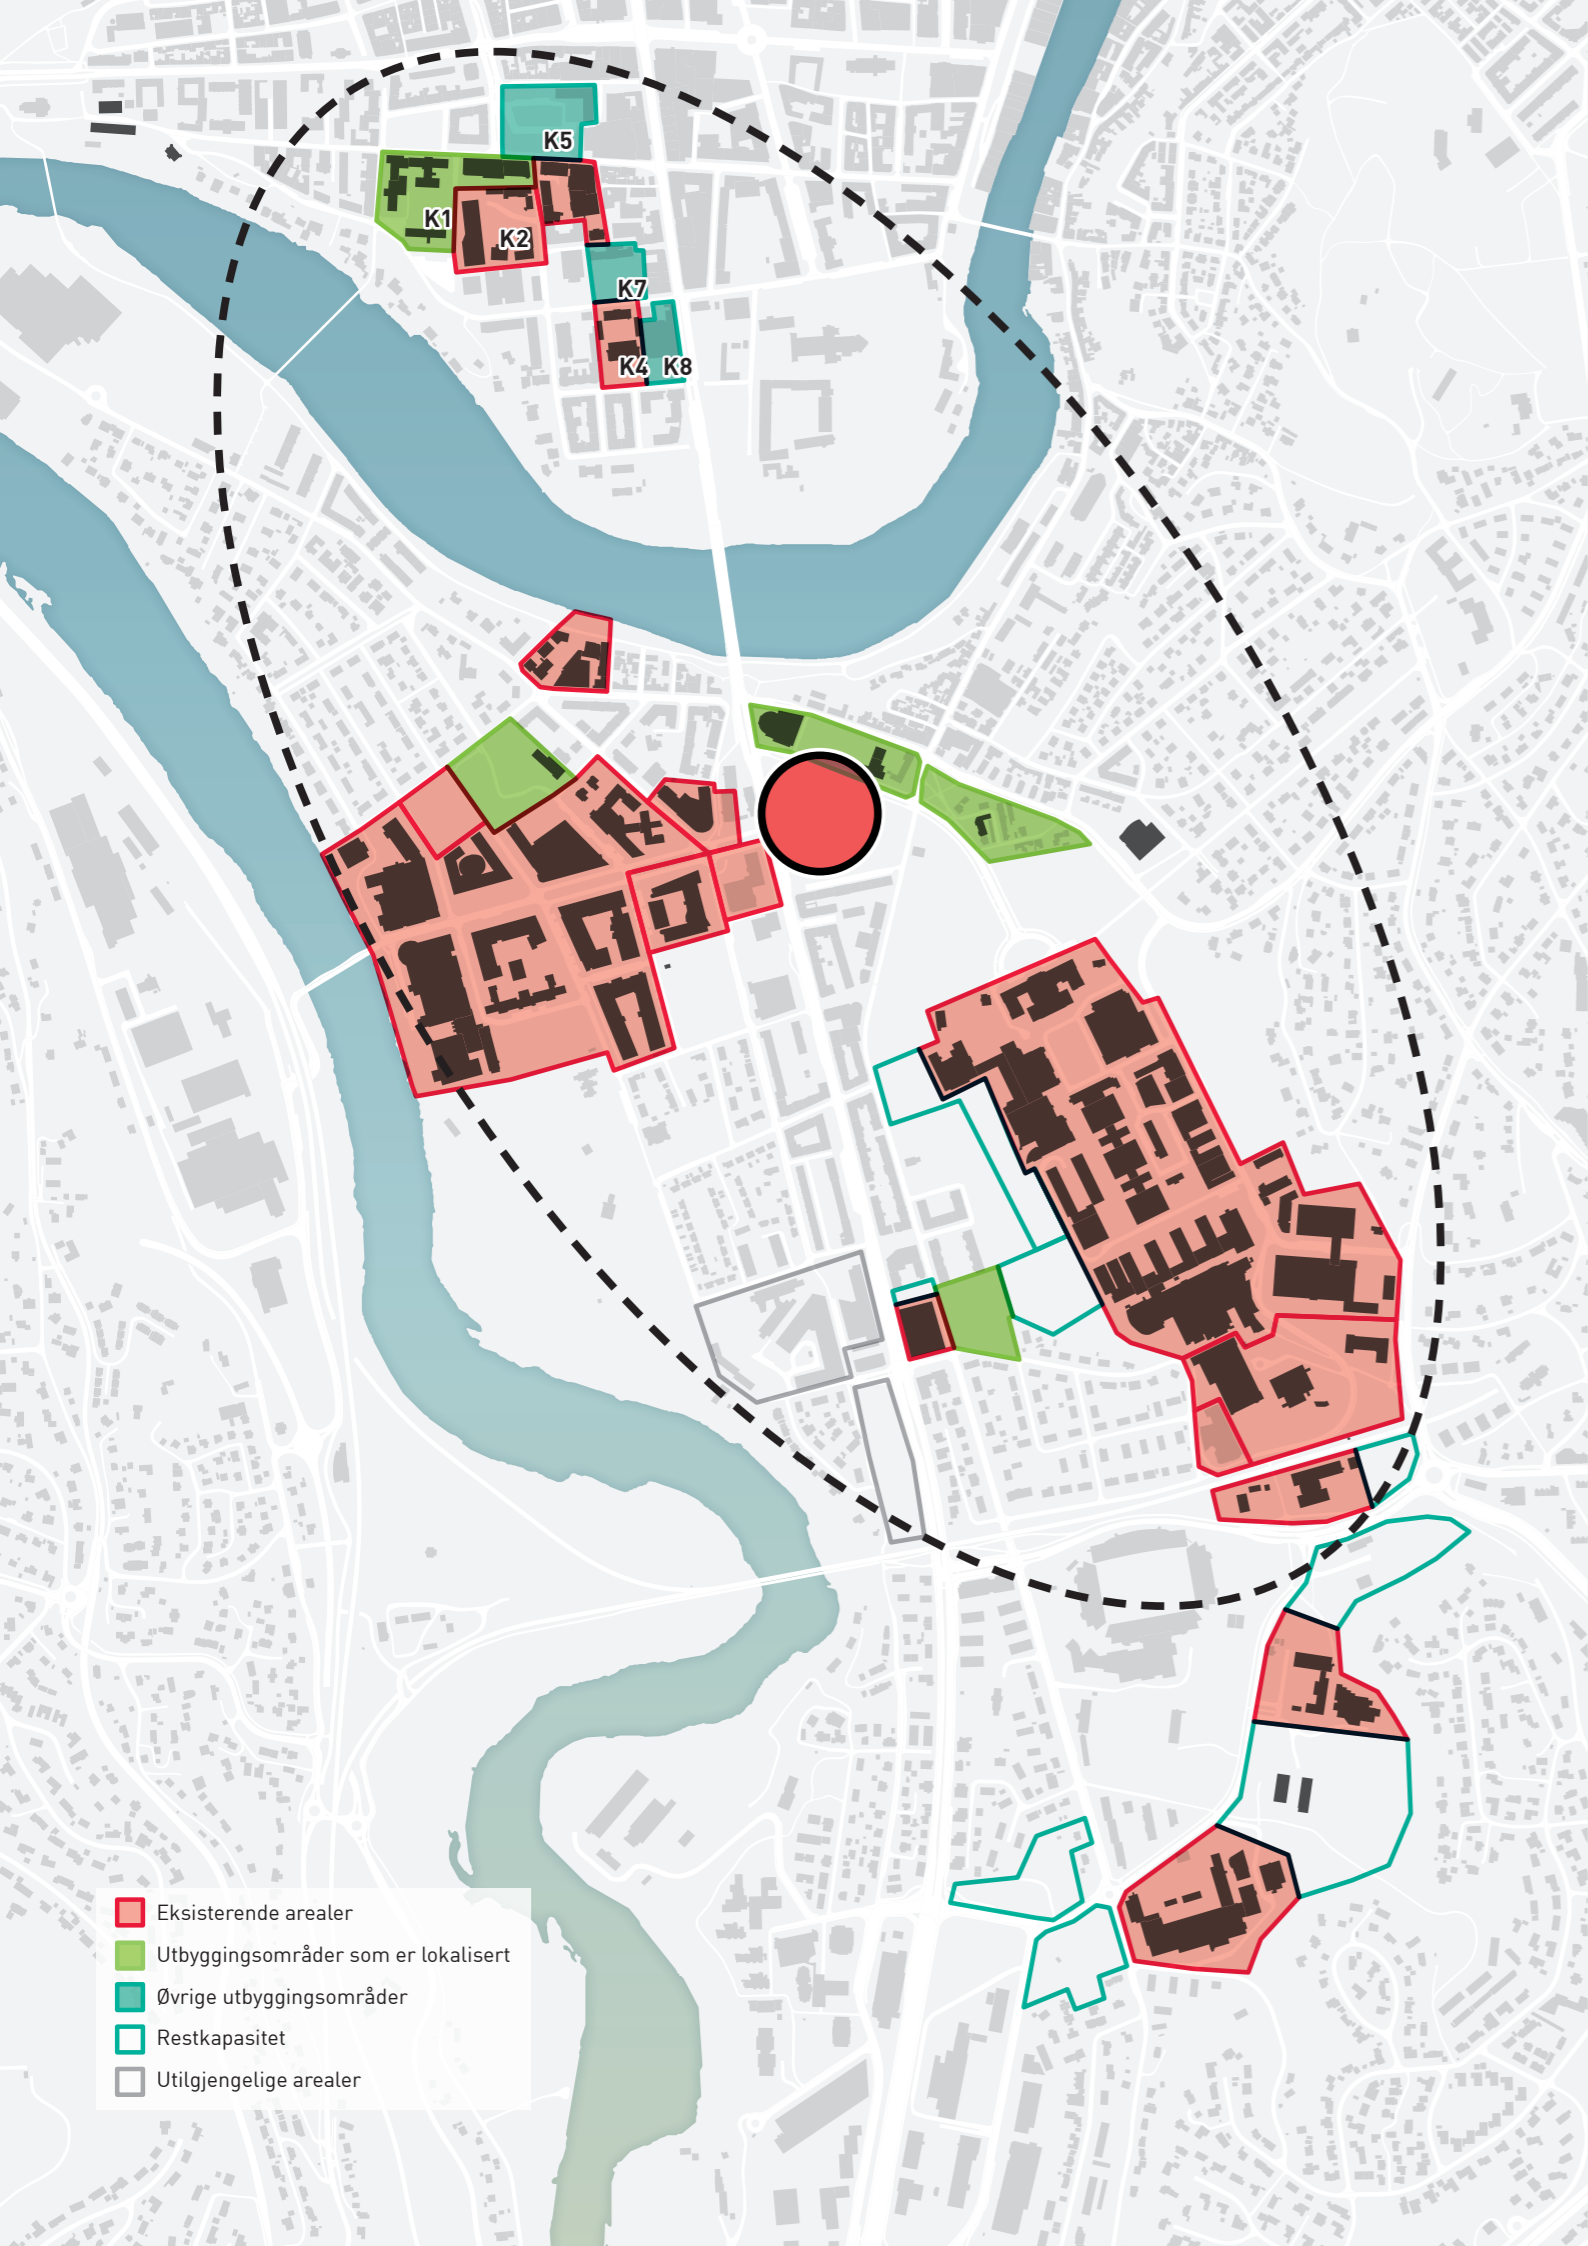 K5
K1
K2
K7
K4 K8
Eksisterende arealer
Utbyggingsområder som er lokalisert
Øvrige utbyggingsområder
Restkapasitet
Utilgjengelige arealer